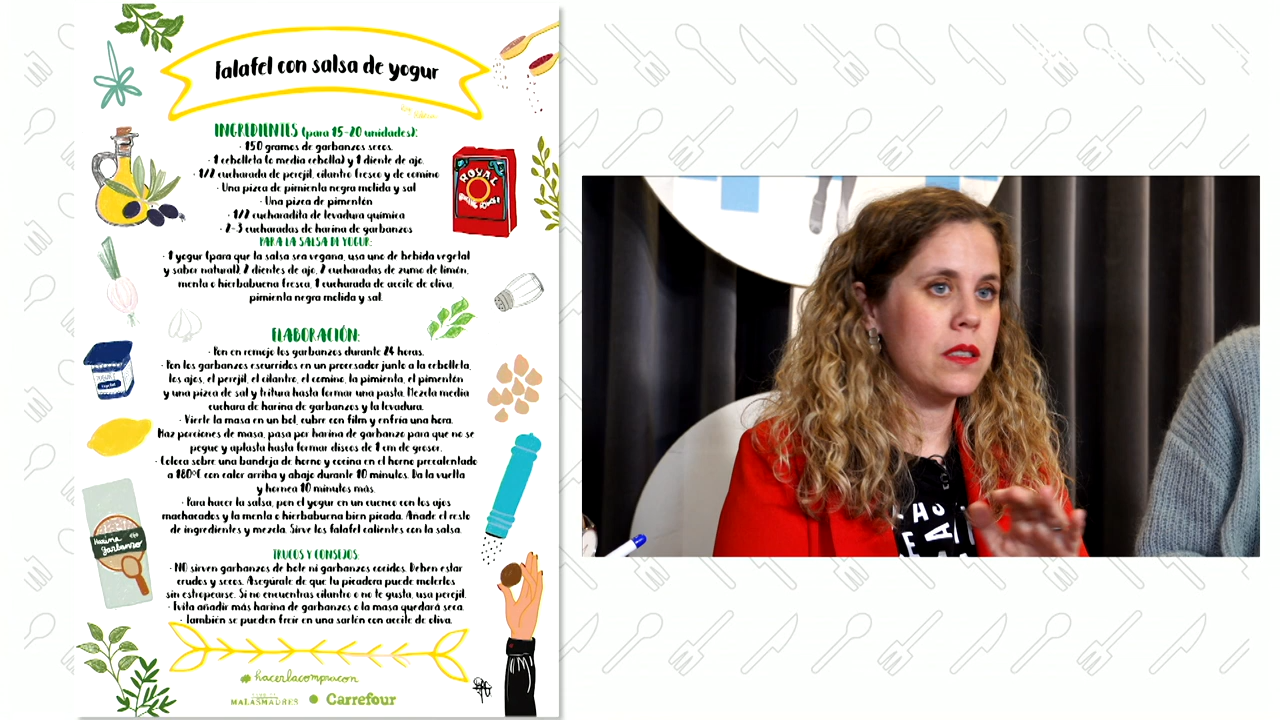 falafel con salsa de yogur
INGREDIENTES (para 15-20 unidades):
· 150 gramos de garbanzos secos.
· 1 cebolleta (o media cebolla) y 1 diente de ajo.
· 1/2 cucharada de perejil, cilantro fresco y de comino
· Una pizca de pimienta negra molida y sal
· Una pizca de pimentón
· 1/2 cucharadita de levadura química
· 2-3 cucharadas de harina de garbanzos
PARA LA SALSA DE YOGUR:
· 1 yogur (para que la salsa sea vegana, usa uno de bebida vegetal
y sabor natural), 2 dientes de ajo, 2 cucharadas de zumo de limón,
menta o hierbabuena fresca, 1 cucharada de aceite de oliva,
pimienta negra molida y sal.
ELABORACIÓN:
· Pon en remojo los garbanzos durante 24 horas.
· Pon los garbanzos escurridos en un procesador junto a la cebolleta,
los ajos, el perejil, el cilantro, el comino, la pimienta, el pimentón
y una pizca de sal y tritura hasta formar una pasta. Mezcla media
cuchara de harina de garbanzos y la levadura.
· Vierte la masa en un bol, cubre con film y enfría una hora.
Haz porciones de masa, pasa por harina de garbanzo para que no se
pegue y aplasta hasta formar discos de 1 cm de grosor.
· Coloca sobre una bandeja de horno y cocina en el horno precalentado
a 180ºC con calor arriba y abajo durante 10 minutos. Da la vuelta
y hornea 10 minutos más.
· Para hacer la salsa, pon el yogur en un cuenco con los ajos
machacados y la menta o hierbabuena bien picada. Añade el resto
de ingredientes y mezcla. Sirve los falafel calientes con la salsa.
TRUCOS Y CONSEJOS:
· NO sirven garbanzos de bote ni garbanzos cocidos. Deben estar
crudos y secos. Asegúrate de que tu picadora puede molerlos
sin estropearse. Si no encuentras cilantro o no te gusta, usa perejil.
· Evita añadir más harina de garbanzos o la masa quedará seca.
· También se pueden freír en una sartén con aceite de oliva.
ROYAL
Harina de
garbanzo
#hacerlacompracon
MALASMADRES
Carrefour